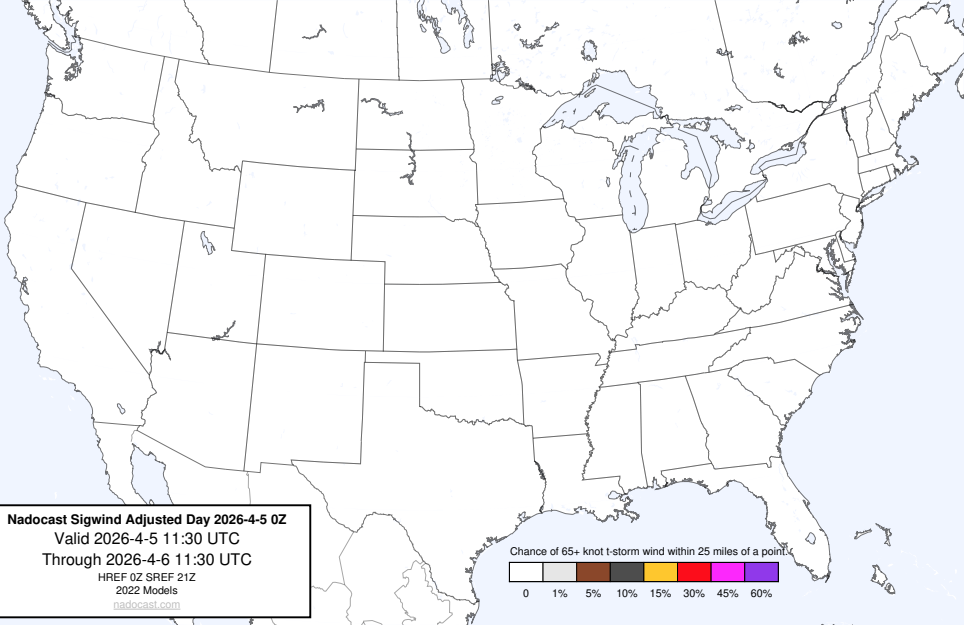 Nadocast Sigwind Adjusted Day 2026-4-5 0Z
Valid 2026-4-5 11:30 UTC
Through 2026-4-6 11:30 UTC
HREF 0Z SREF 21Z
2022 Models
nadocast.com
Chance of 65+ knot t-storm wind within 25 miles of a point.
0 1% 5% 10% 15% 30% 45% 60%